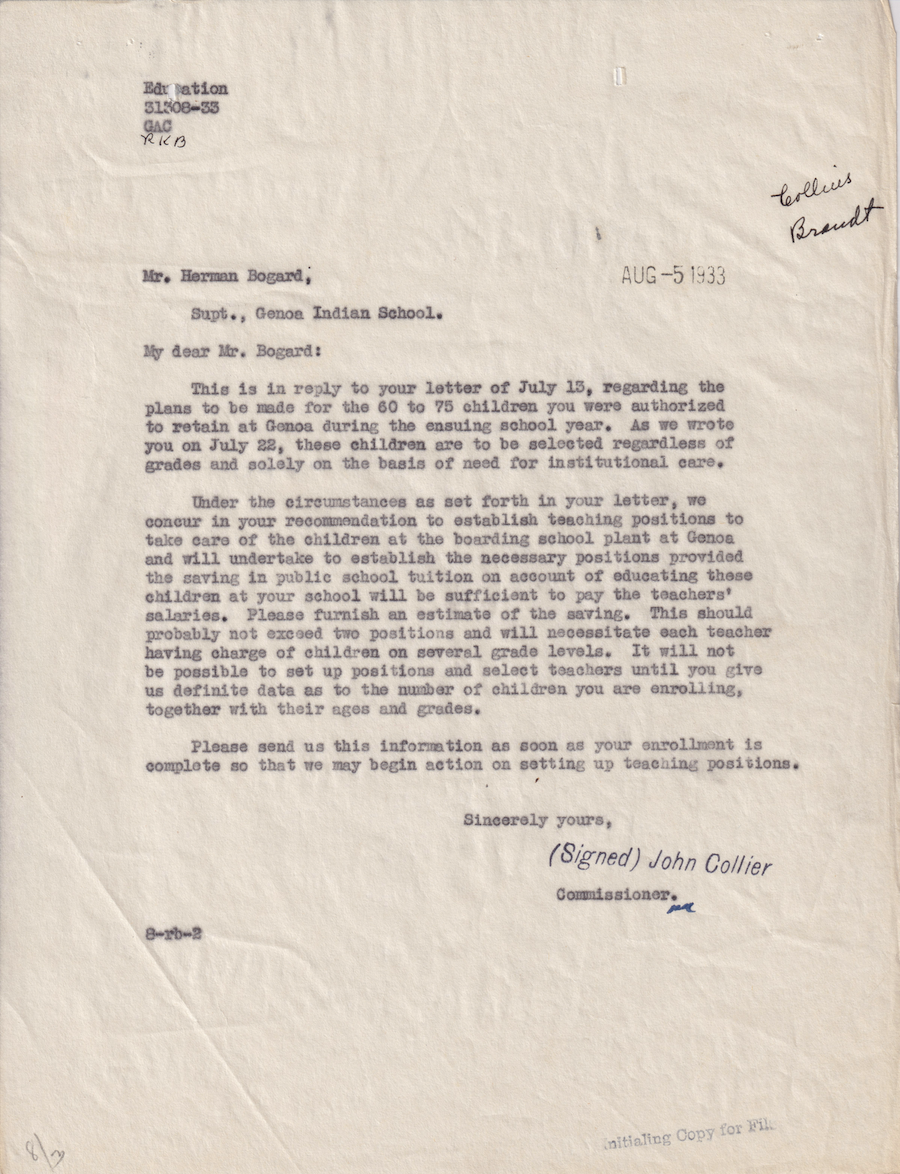 Education
31308-33
GAC
RKB
Collins
Brandt
Mr. Herman Bogard,
AUG -5 1933
Supt., Genoa Indian School.
My dear Mr. Bogard:
This is in reply to your letter of July 13, regarding the
plans to be made for the 60 to 75 children you were authorized
to retain at Genoa during the ensuing school year. As we wrote
you on July 22, these children are to be selected regardless of
grades and solely on the basis of need for institutional care.
Under the circumstances as set forth in your letter, we
concur in your recommendation to establish teaching positions to
take care of the children at the boarding school plant at Genoa
and will undertake to establish the necessary positions provided
the saving in public school tuition on account of educating these
children at your school will be sufficient to pay the teachers'
salaries. Please furnish an estimate of the saving. This should
probably not exceed two positions and will necessitate each teacher
having charge of children on several grade levels. It will not
be possible to set up positions and select teachers until you give
us definite data as to the number of children you are enrolling,
together with their ages and grades.
Please send us this information as soon as your enrollment is
complete so that we may begin action on setting up teaching positions.
Sincerely yours,
(Signed) John Collier
Commissioner.
8-rb-2
Initialing Copy for File